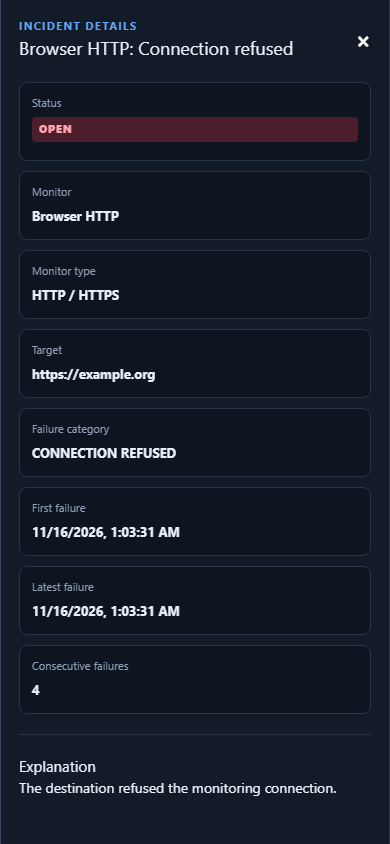 INCIDENT DETAILS
Browser HTTP: Connection refused
×
Status
OPEN
Monitor
Browser HTTP
Monitor type
HTTP / HTTPS
Target
https://example.org
Failure category
CONNECTION REFUSED
First failure
11/16/2026, 1:03:31 AM
Latest failure
11/16/2026, 1:03:31 AM
Consecutive failures
4
Explanation
The destination refused the monitoring connection.